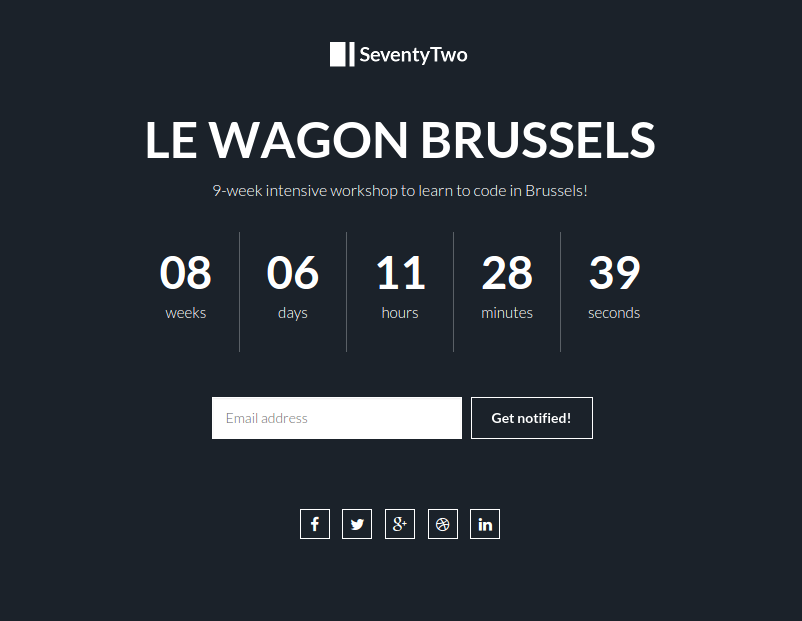 SeventyTwo
LE WAGON BRUSSELS
9-week intensive workshop to learn to code in Brussels!
08 06 11 28 39
weeks days hours minutes seconds
Email address Get notified!